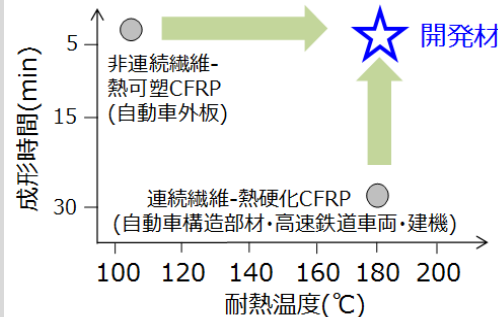 成形時間(min)
5
15
30
開発材
非連続繊維-
熱可塑CFRP
(自動車外板)
連続繊維-熱硬化CFRP
(自動車構造部材・高速鉄道車両・建機)
100 120 140 160 180 200
耐熱温度(℃)